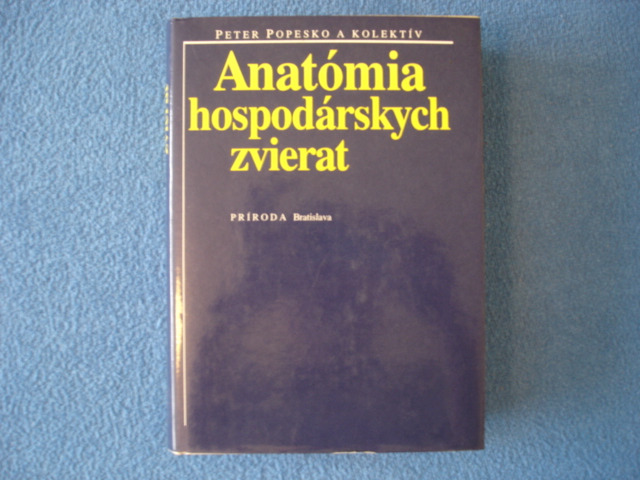 PETER POPESKO A KOLEKTÍV
Anatómia
hospodárskych
zvierat
PRÍRODA Bratislava